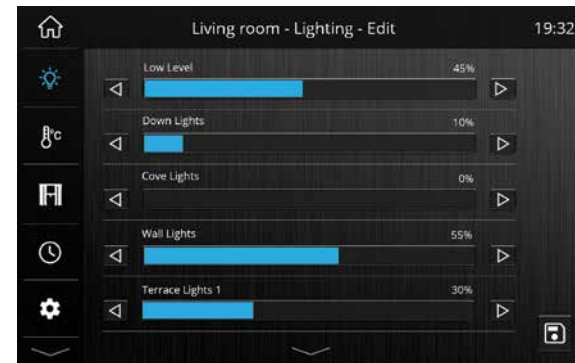 Living room - Lighting - Edit 19:32
Low Level 45%
°C
Down Lights 10%
Cove Lights 0%
Wall Lights 55%
Terrace Lights 1 30%